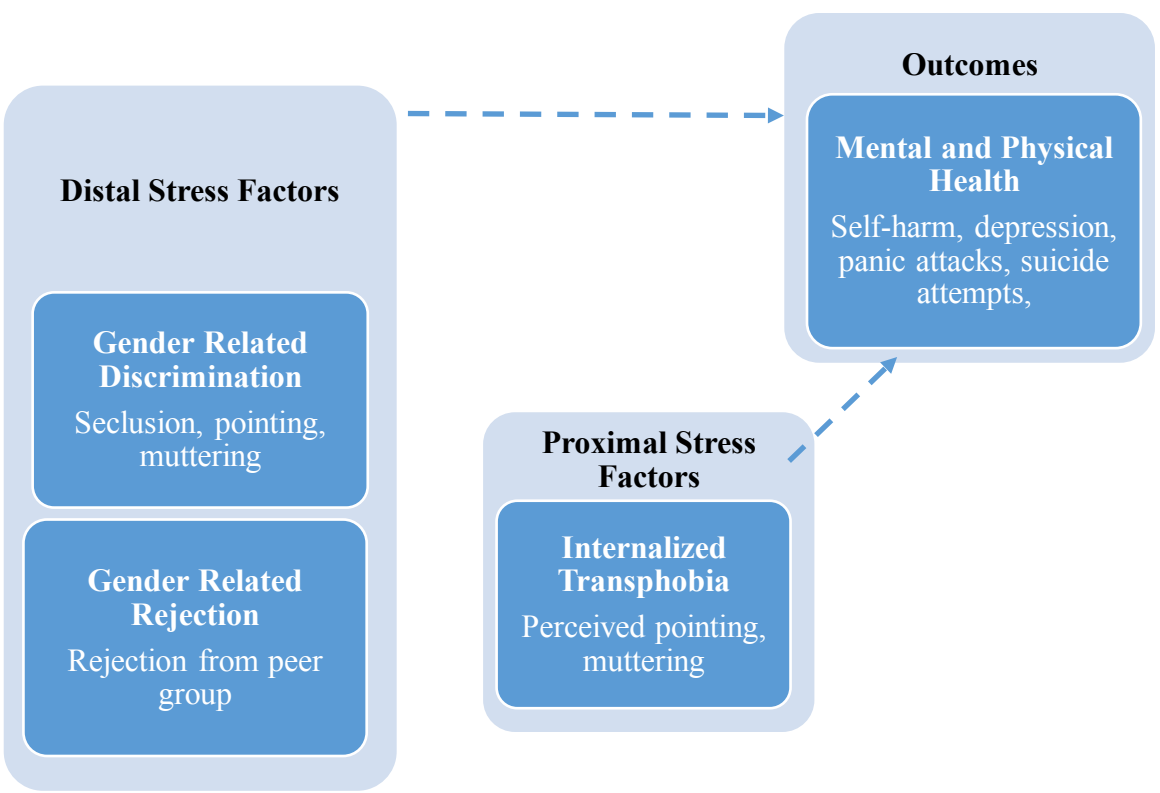 Distal Stress Factors
Gender Related
Discrimination
Seclusion, pointing,
muttering
Gender Related
Rejection
Rejection from peer
group
Proximal Stress
Factors
Internalized
Transphobia
Perceived pointing,
muttering
Outcomes
Mental and Physical
Health
Self-harm, depression,
panic attacks, suicide
attempts,